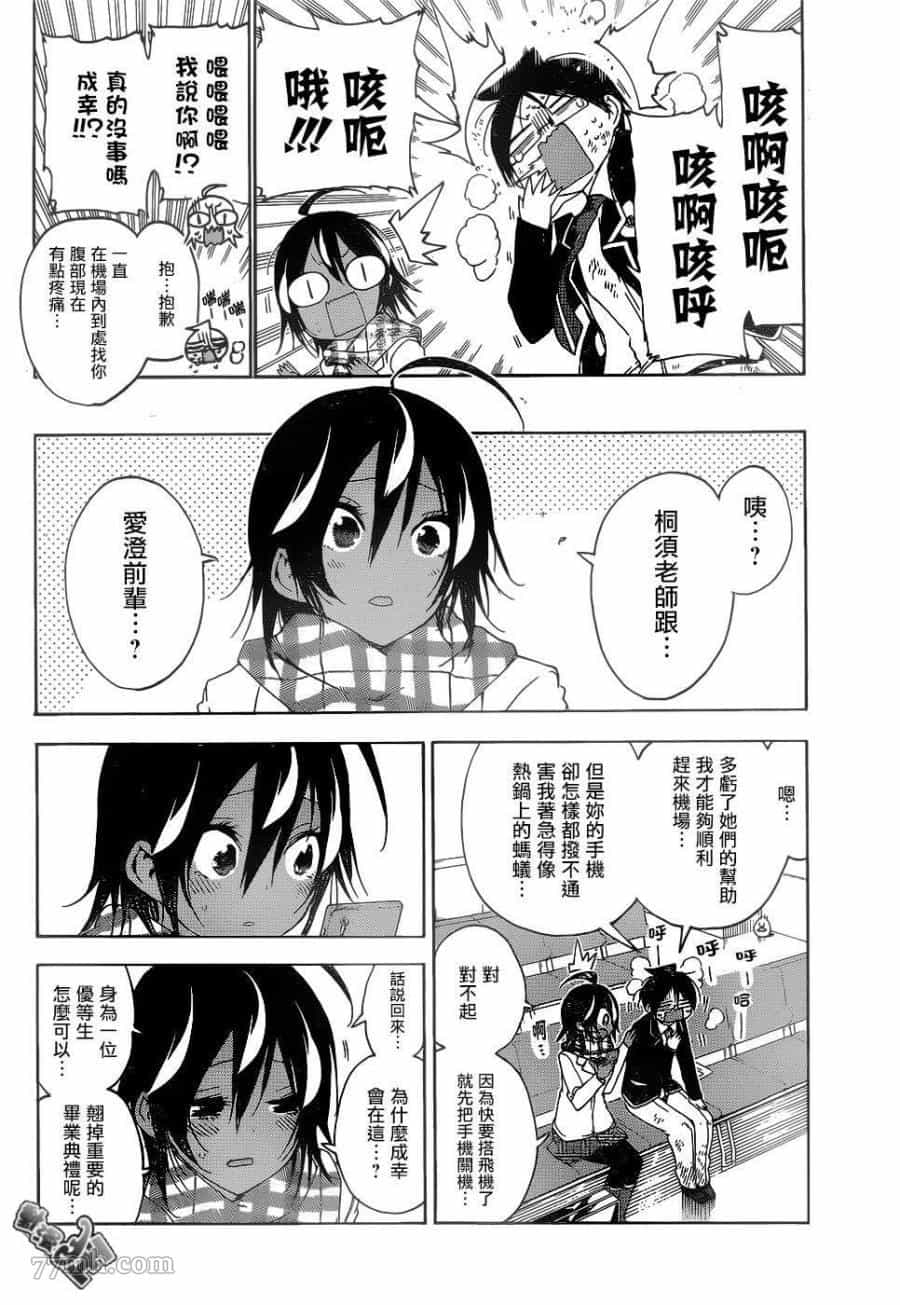 咳啊咳呃
咳啊咳呼
咳呃
哦!!!
喂喂喂喂
我說你啊!?
真的沒事嗎
成幸!?!!
抱…抱歉
一直
在機場內到處找你
腹部現在
有點疼痛…
喘
喘
咦…?
桐須老師跟…
愛澄前輩…?
嗯…
多虧了她們的幫助
我才能夠順利
趕來機場…
但是妳的手機
卻怎樣都撥不通
害我著急得像
熱鍋上的螞蟻…
呼
呼
哈
啊…
對
對不起
因為快要搭飛機了
就先把手機關機…
話說回來…
為什麼成幸
會在這…?
身為一位
優等生
怎麼可以…
翹掉重要的
畢業典禮呢…
77mh.com